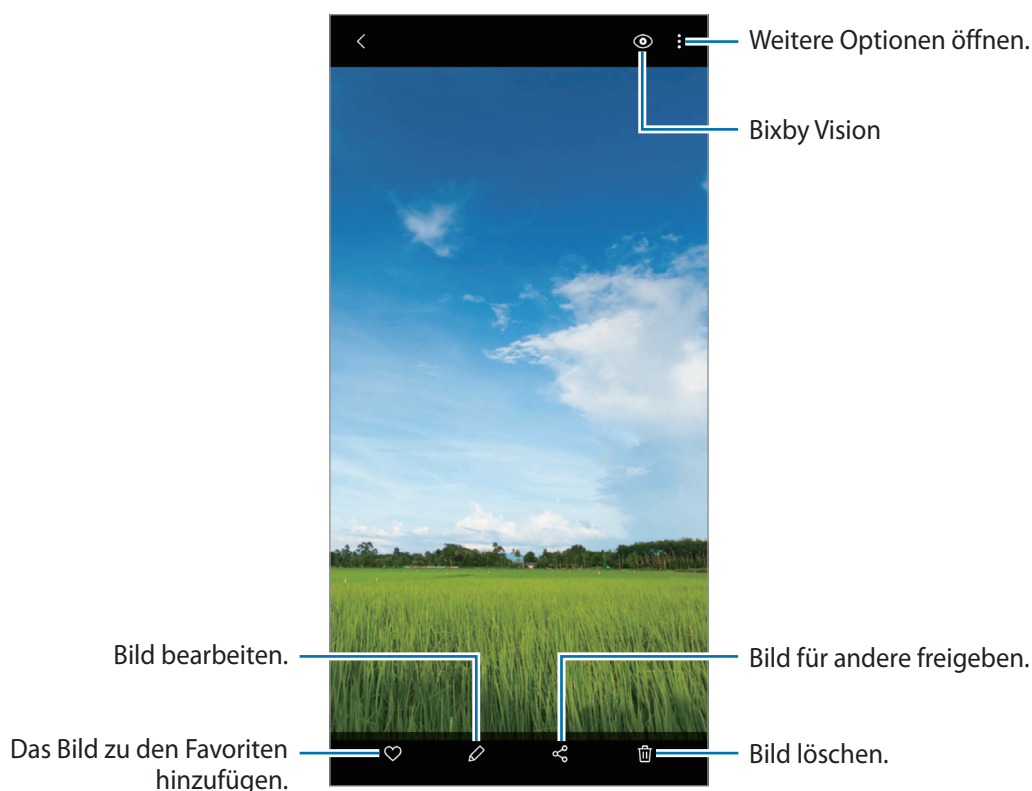 Weitere Optionen öffnen.
Bixby Vision
Bild bearbeiten.
Bild für andere freigeben.
Das Bild zu den Favoriten
hinzufügen.
Bild löschen.